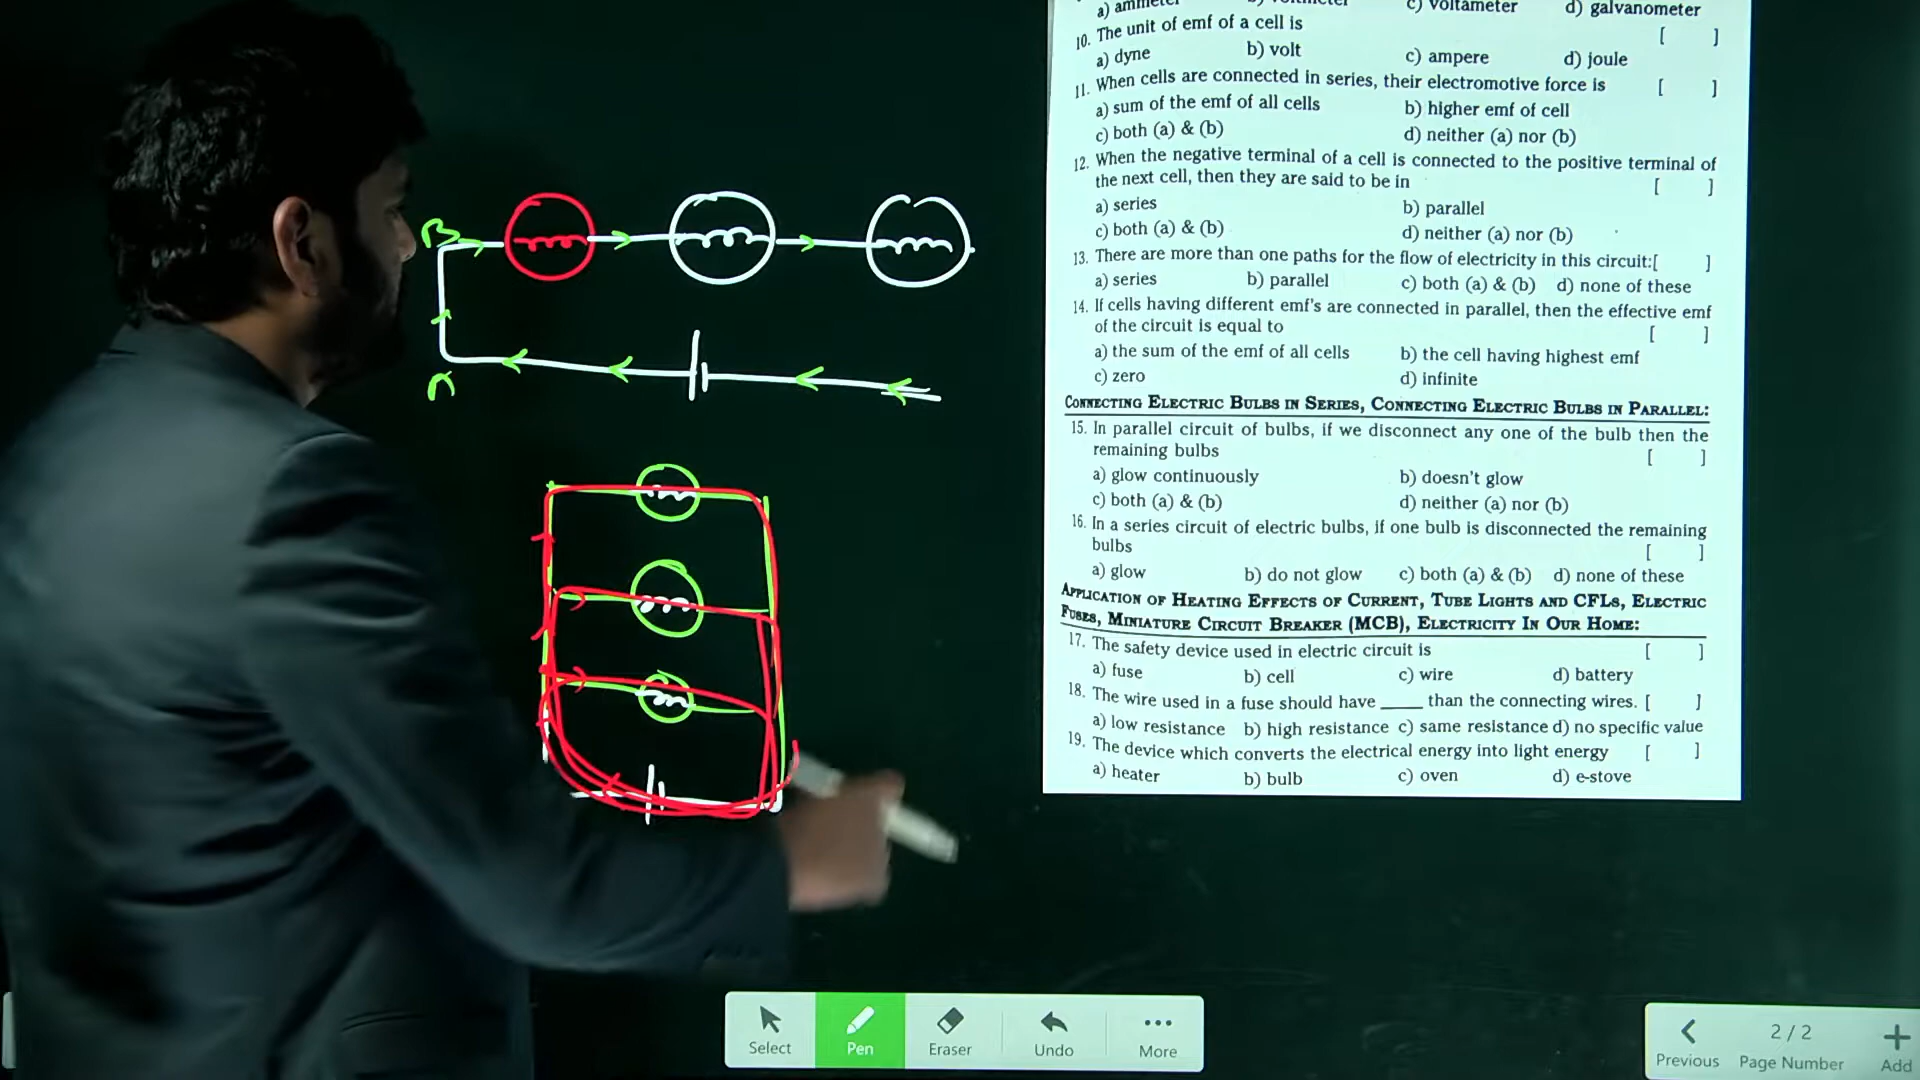 a) ammeter c) voltameter d) galvanometer
10. The unit of emf of a cell is [ ]
a) dyne b) volt c) ampere d) joule
11. When cells are connected in series, their electromotive force is [ ]
a) sum of the emf of all cells b) higher emf of cell
c) both (a) & (b) d) neither (a) nor (b)
12. When the negative terminal of a cell is connected to the positive terminal of
the next cell, then they are said to be in [ ]
a) series b) parallel
c) both (a) & (b) d) neither (a) nor (b)
13. There are more than one paths for the flow of electricity in this circuit:[ ]
a) series b) parallel c) both (a) & (b) d) none of these
14. If cells having different emf's are connected in parallel, then the effective emf
of the circuit is equal to [ ]
a) the sum of the emf of all cells b) the cell having highest emf
c) zero d) infinite
CONNECTING ELECTRIC BULBS IN SERIES, CONNECTING ELECTRIC BULBS IN PARALLEL:
15. In parallel circuit of bulbs, if we disconnect any one of the bulb then the
remaining bulbs [ ]
a) glow continuously b) doesn't glow
c) both (a) & (b) d) neither (a) nor (b)
16. In a series circuit of electric bulbs, if one bulb is disconnected the remaining
bulbs [ ]
a) glow b) do not glow c) both (a) & (b) d) none of these
APPLICATION OF HEATING EFFECTS OF CURRENT, TUBE LIGHTS AND CFLS, ELECTRIC
FUSES, MINIATURE CIRCUIT BREAKER (MCB), ELECTRICITY IN OUR HOME:
17. The safety device used in electric circuit is [ ]
a) fuse b) cell c) wire d) battery
18. The wire used in a fuse should have _____ than the connecting wires. [ ]
a) low resistance b) high resistance c) same resistance d) no specific value
19. The device which converts the electrical energy into light energy [ ]
a) heater b) bulb c) oven d) e-stove
B
Select Pen Eraser Undo More
2 / 2
Previous Page Number Add